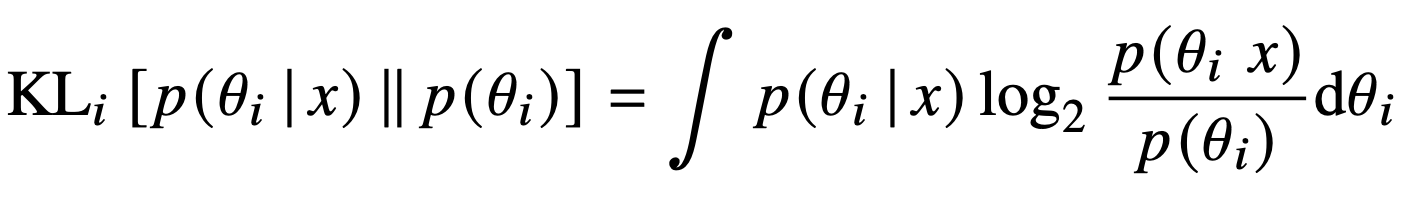 KLᵢ [p(θᵢ | x) ‖ p(θᵢ)] = ∫ p(θᵢ | x) log₂ p(θᵢ x) / p(θᵢ) dθᵢ